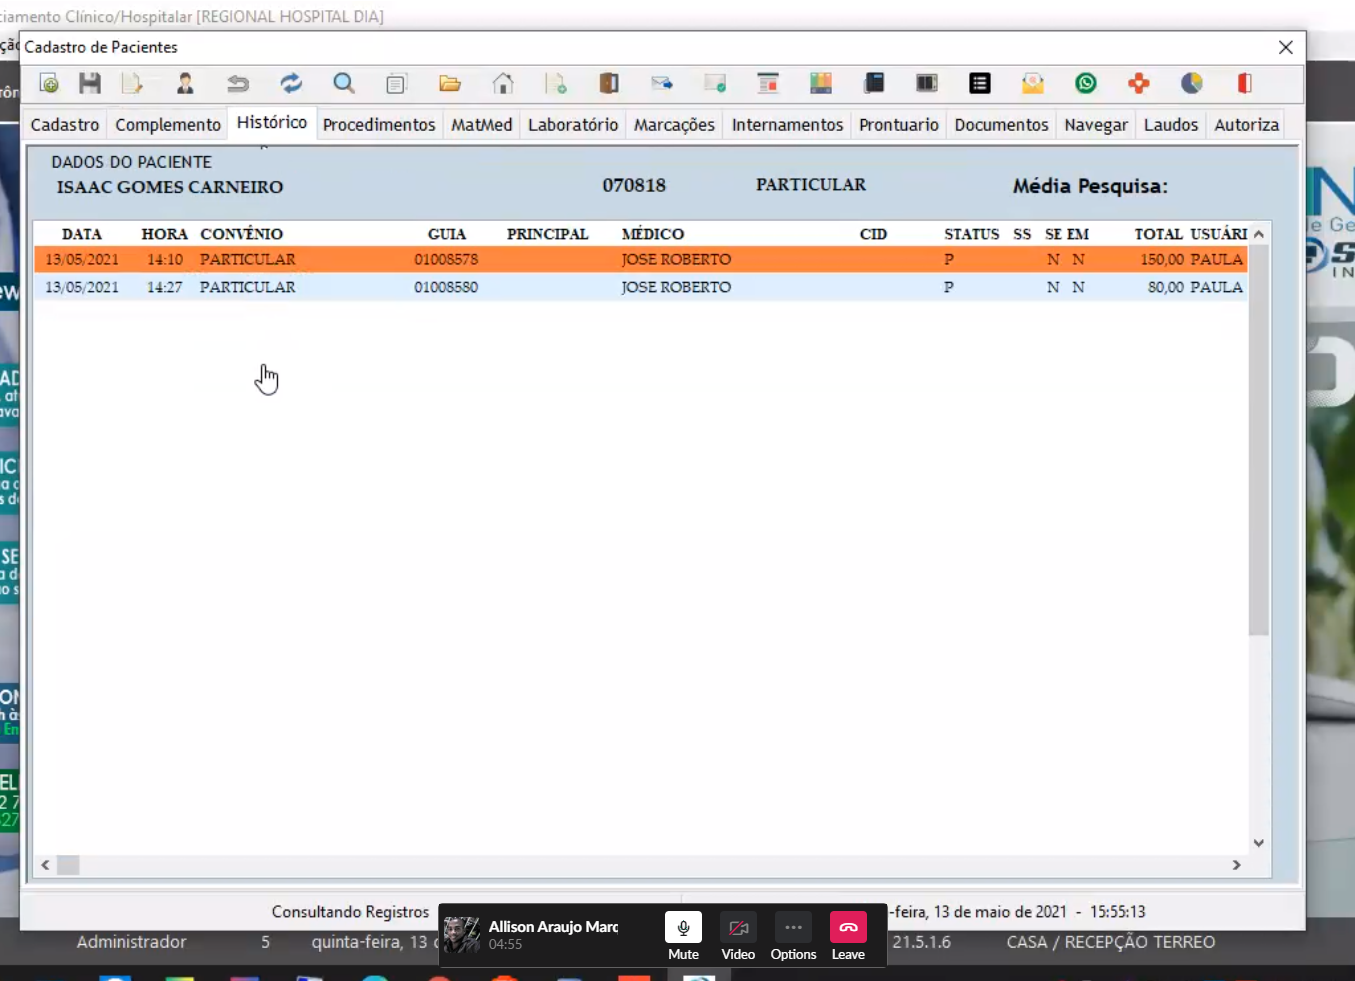 ciamento Clínico/Hospitalar [REGIONAL HOSPITAL DIA]
Cadastro de Pacientes
Cadastro Complemento Histórico Procedimentos MatMed Laboratório Marcações Internamentos Prontuario Documentos Navegar Laudos Autoriza
DADOS DO PACIENTE
ISAAC GOMES CARNEIRO 070818 PARTICULAR Média Pesquisa:
DATA HORA CONVÊNIO GUIA PRINCIPAL MÉDICO CID STATUS SS SE EM TOTAL USUÁRI
13/05/2021 14:10 PARTICULAR 01008578 JOSE ROBERTO P N N 150,00 PAULA
13/05/2021 14:27 PARTICULAR 01008580 JOSE ROBERTO P N N 80,00 PAULA
Consultando Registros -feira, 13 de maio de 2021 - 15:55:13
Allison Araujo Marc
04:55
Mute Video Options Leave
Administrador 5 quinta-feira, 13 21.5.1.6 CASA / RECEPÇÃO TERREO